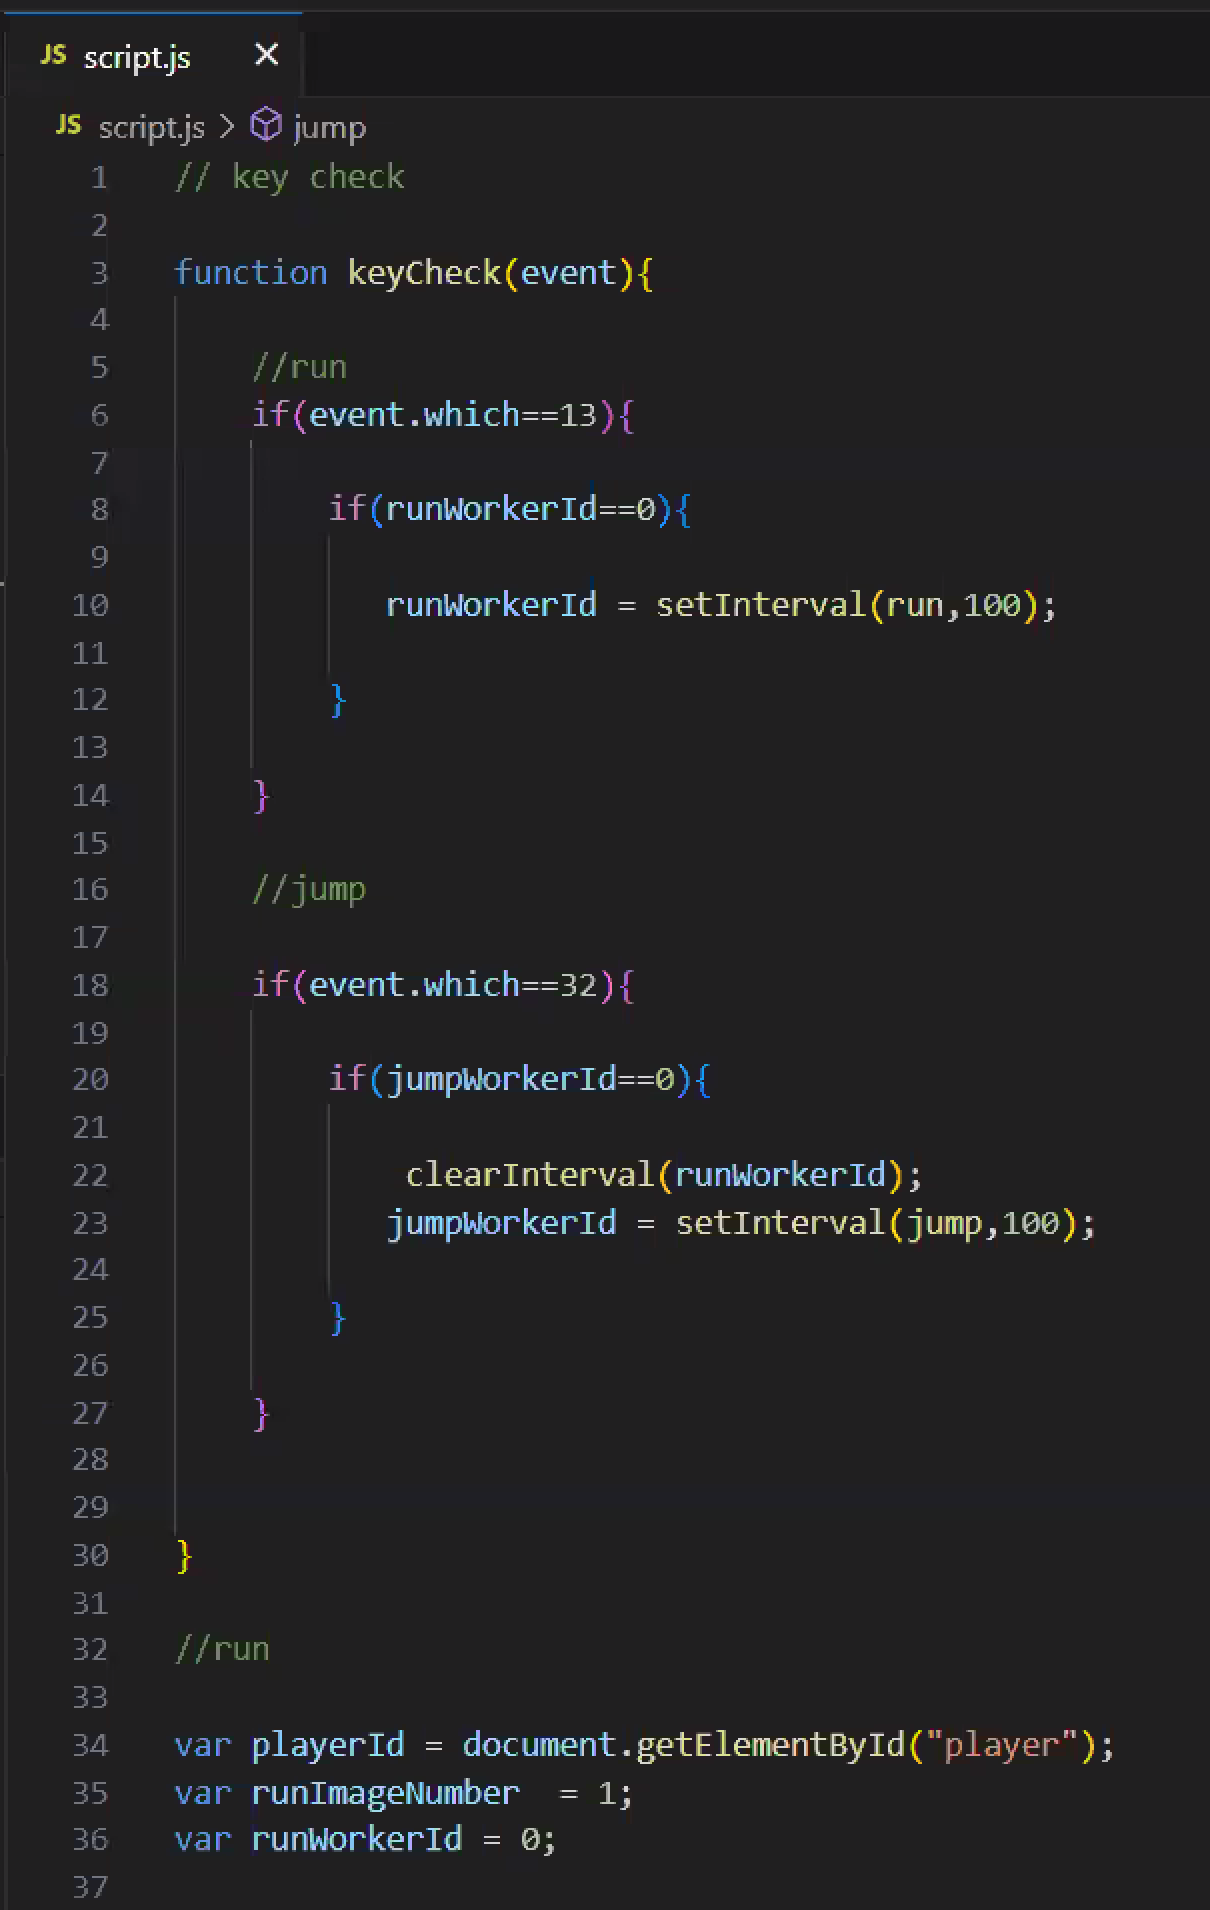 JS script.js ×
JS script.js > jump
1 // key check
2
3 function keyCheck(event){
4
5     //run
6     if(event.which==13){
7
8         if(runWorkerId==0){
9
10            runWorkerId = setInterval(run,100);
11
12        }
13
14    }
15
16    //jump
17
18    if(event.which==32){
19
20        if(jumpWorkerId==0){
21
22            clearInterval(runWorkerId);
23           jumpWorkerId = setInterval(jump,100);
24
25        }
26
27    }
28
29
30 }
31
32 //run
33
34 var playerId = document.getElementById("player");
35 var runImageNumber  = 1;
36 var runWorkerId = 0;
37